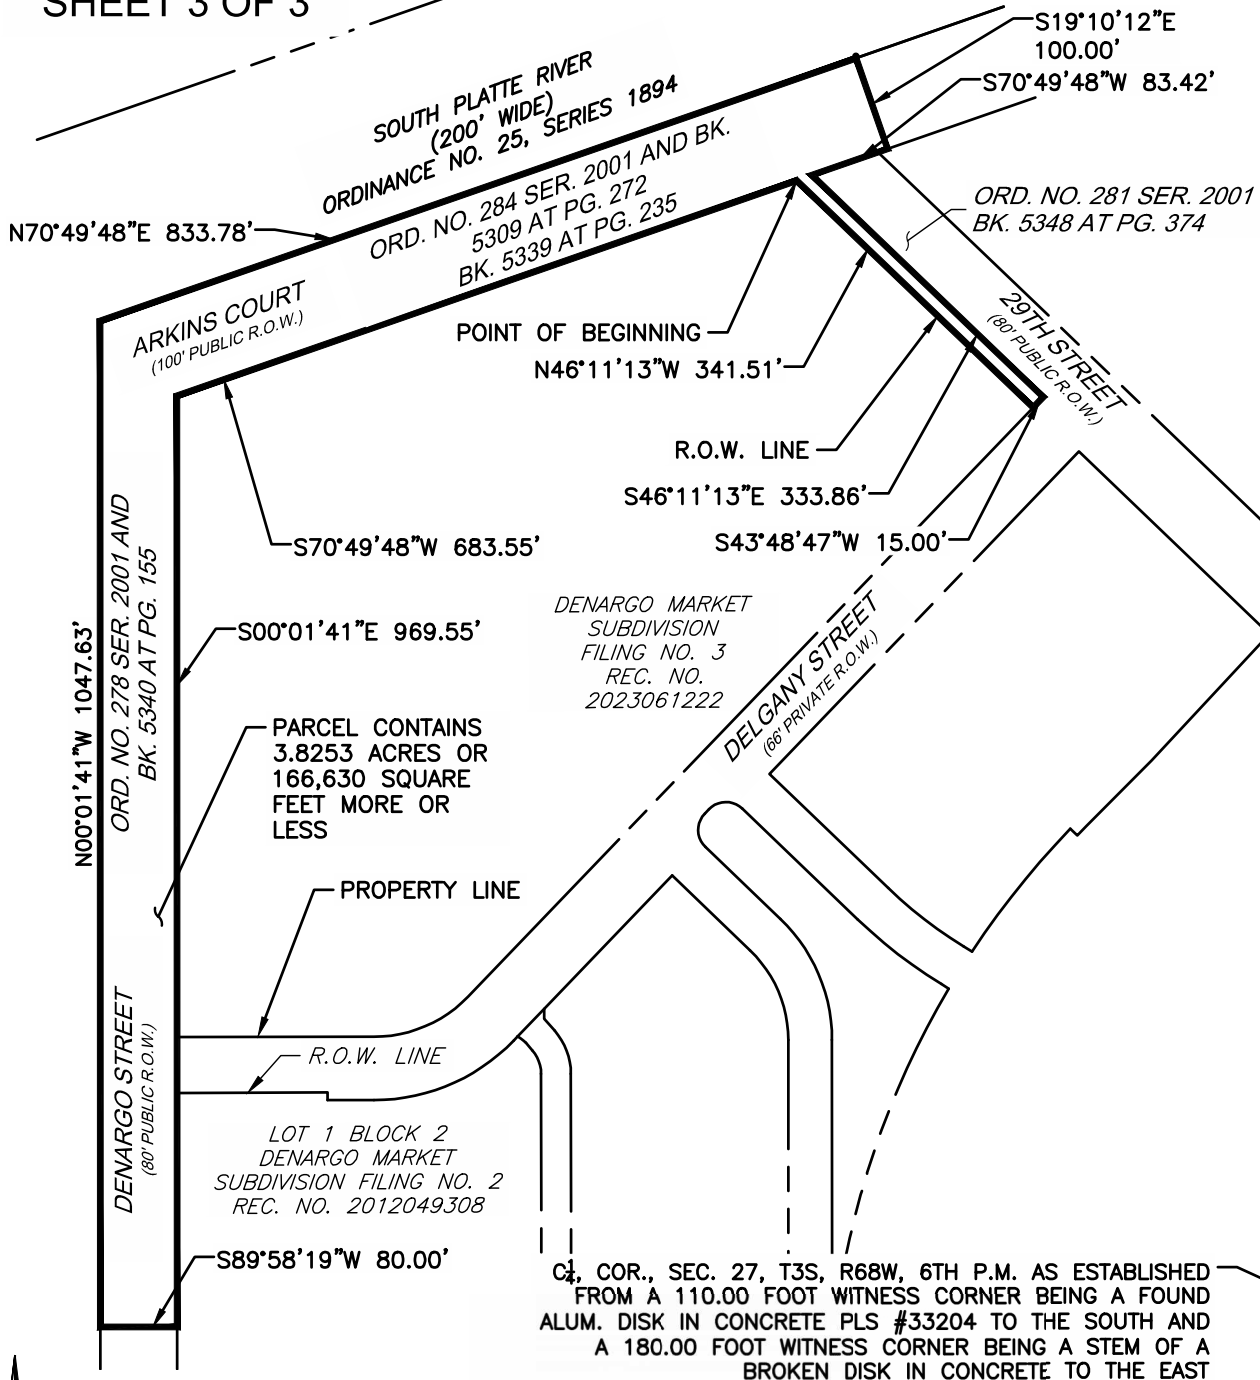 SHEET 3 OF 3
S19°10'12"E
100.00'
S70°49'48"W 83.42'
SOUTH PLATTE RIVER
(200' WIDE)
ORDINANCE NO. 25, SERIES 1894
ORD. NO. 284 SER. 2001 AND BK.
5309 AT PG. 272
BK. 5339 AT PG. 235
ORD. NO. 281 SER. 2001
BK. 5348 AT PG. 374
N70°49'48"E 833.78'
ARKINS COURT
(100' PUBLIC R.O.W.)
29TH STREET
(80' PUBLIC R.O.W.)
POINT OF BEGINNING
N46°11'13"W 341.51'
R.O.W. LINE
S46°11'13"E 333.86'
S43°48'47"W 15.00'
S70°49'48"W 683.55'
ORD. NO. 278 SER. 2001 AND
BK. 5340 AT PG. 155
N00°01'41"W 1047.63'
S00°01'41"E 969.55'
DENARGO MARKET
SUBDIVISION
FILING NO. 3
REC. NO.
2023061222
DELGANY STREET
(66' PRIVATE R.O.W.)
PARCEL CONTAINS
3.8253 ACRES OR
166,630 SQUARE
FEET MORE OR
LESS
PROPERTY LINE
R.O.W. LINE
DENARGO STREET
(80' PUBLIC R.O.W.)
LOT 1 BLOCK 2
DENARGO MARKET
SUBDIVISION FILING NO. 2
REC. NO. 2012049308
S89°58'19"W 80.00'
C¼, COR., SEC. 27, T3S, R68W, 6TH P.M. AS ESTABLISHED
FROM A 110.00 FOOT WITNESS CORNER BEING A FOUND
ALUM. DISK IN CONCRETE PLS #33204 TO THE SOUTH AND
A 180.00 FOOT WITNESS CORNER BEING A STEM OF A
BROKEN DISK IN CONCRETE TO THE EAST